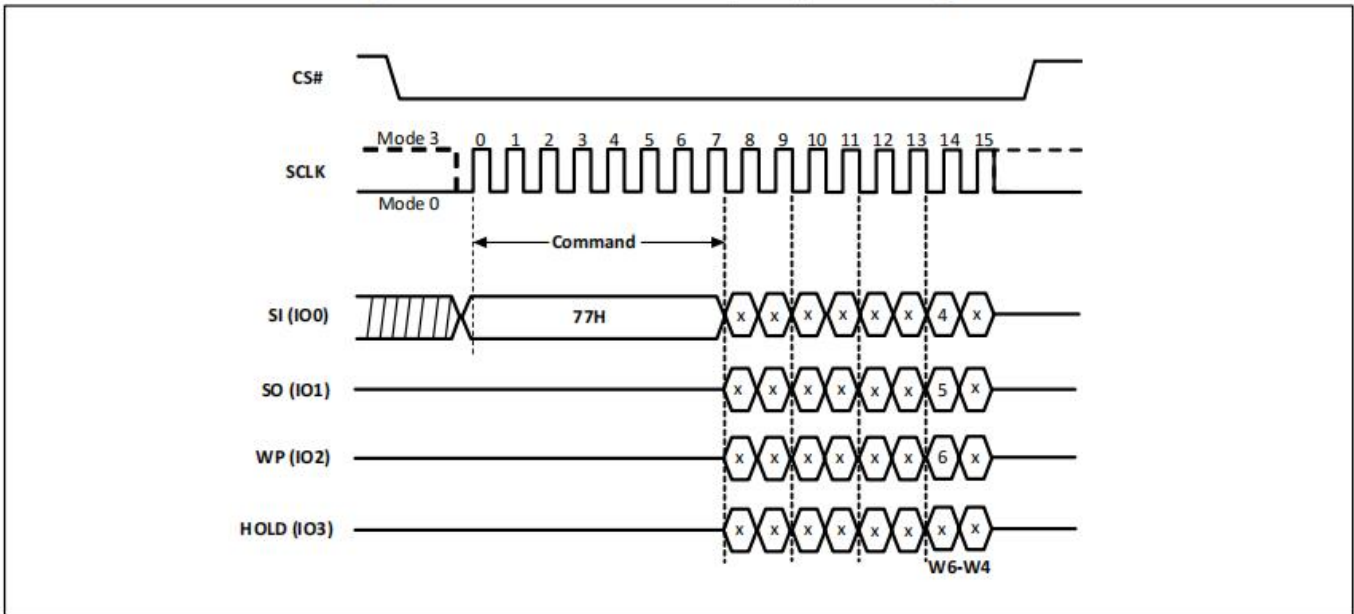 CS#
Mode 3 0 1 2 3 4 5 6 7 8 9 10 11 12 13 14 15
SCLK
Mode 0
Command
SI (IO0) 77H x x x x x x 4 x
SO (IO1) x x x x x x 5 x
WP (IO2) x x x x x x 6 x
HOLD (IO3) x x x x x x x x
W6-W4